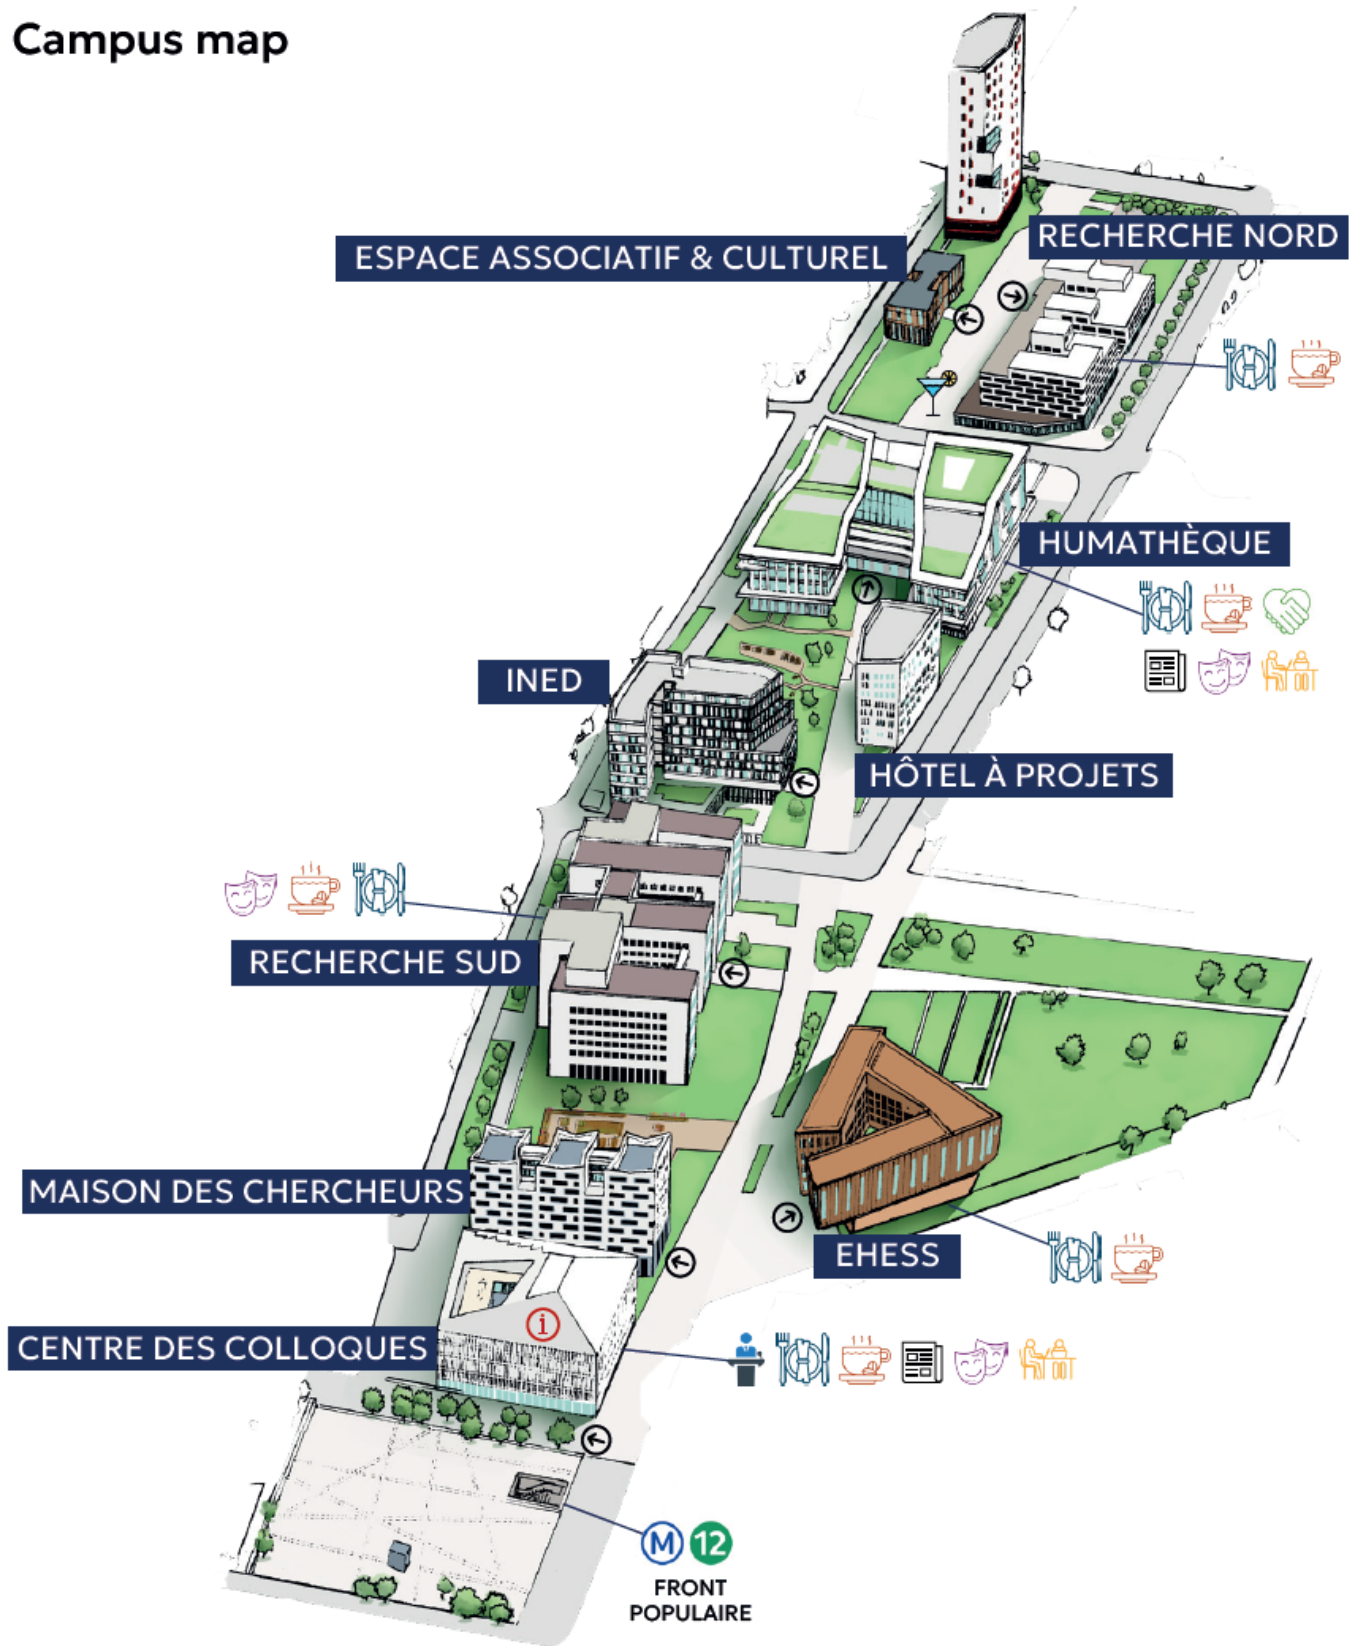 Campus map
RECHERCHE NORD
ESPACE ASSOCIATIF & CULTUREL
HUMATHÈQUE
INED
HÔTEL À PROJETS
RECHERCHE SUD
MAISON DES CHERCHEURS
EHESS
i
CENTRE DES COLLOQUES
M 12
FRONT
POPULAIRE